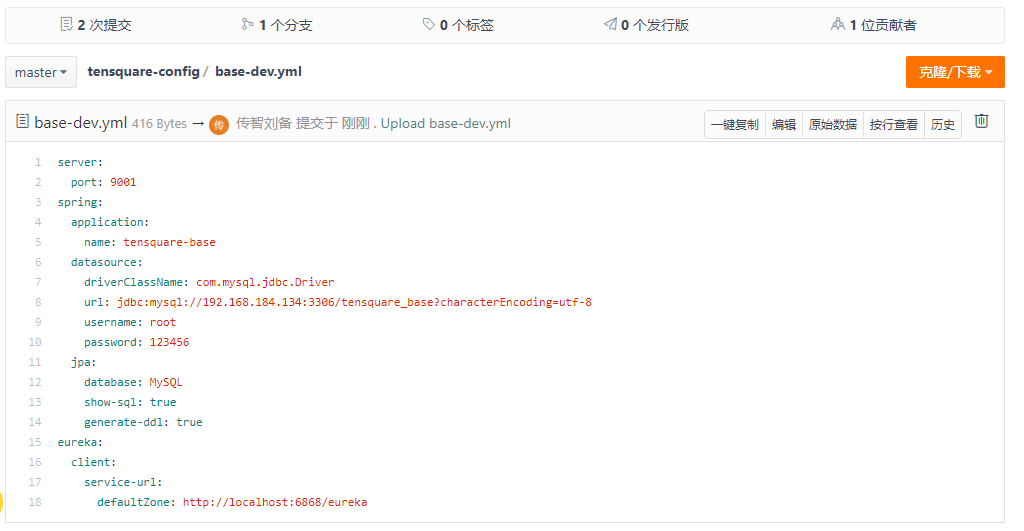 2 次提交 1 个分支 0 个标签 0 个发行版 1 位贡献者
master tensquare-config / base-dev.yml 克隆/下载
base-dev.yml 416 Bytes → 传 传智刘备 提交于 刚刚 . Upload base-dev.yml 一键复制 编辑 原始数据 按行查看 历史
1 server:
2   port: 9001
3 spring:
4   application:
5     name: tensquare-base
6   datasource:
7     driverClassName: com.mysql.jdbc.Driver
8     url: jdbc:mysql://192.168.184.134:3306/tensquare_base?characterEncoding=utf-8
9     username: root
10     password: 123456
11   jpa:
12     database: MySQL
13     show-sql: true
14     generate-ddl: true
15 eureka:
16   client:
17     service-url:
18       defaultZone: http://localhost:6868/eureka